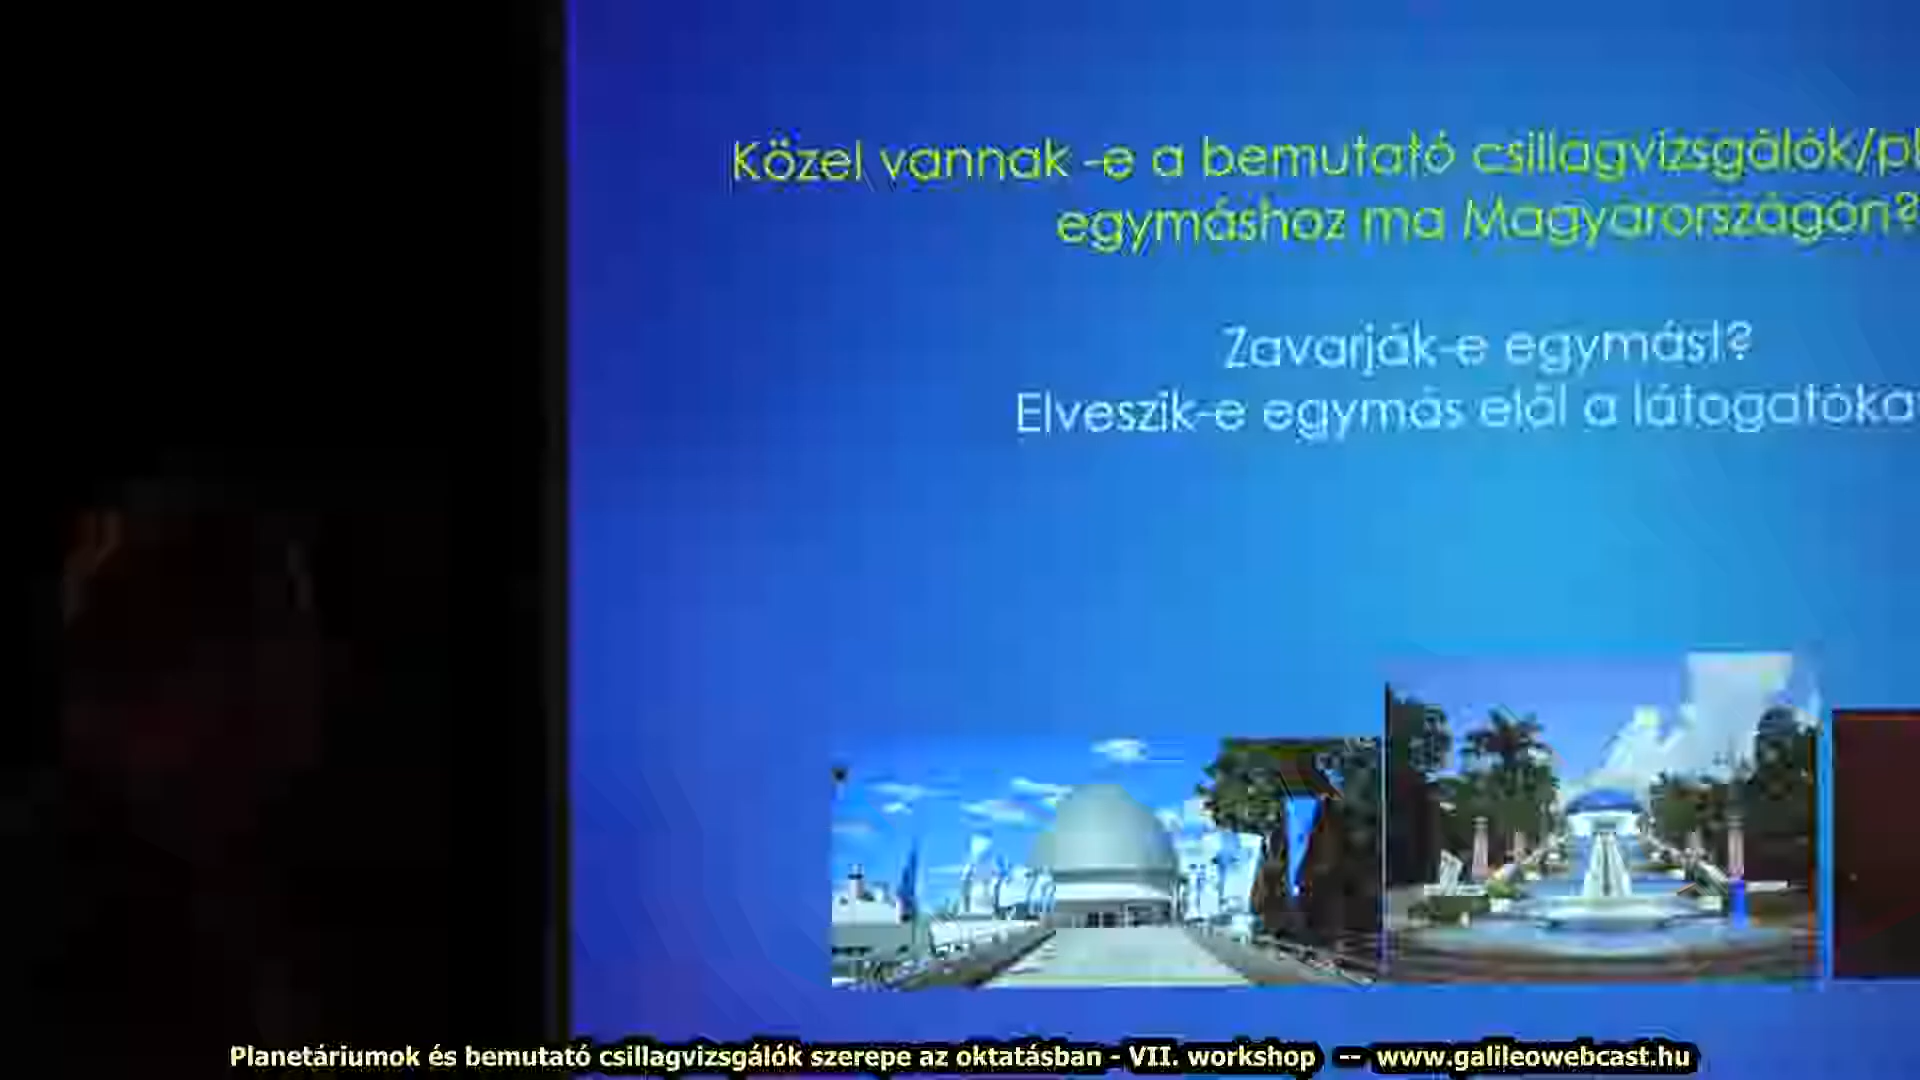 Közel vannak -e a bemutató csillagvizsgálók/pl
egymáshoz ma Magyarországon?
Zavarják-e egymást?
Elveszik-e egymás elől a látogatóka
Planetáriumok és bemutató csillagvizsgálók szerepe az oktatásban - VII. workshop -- www.galileowebcast.hu